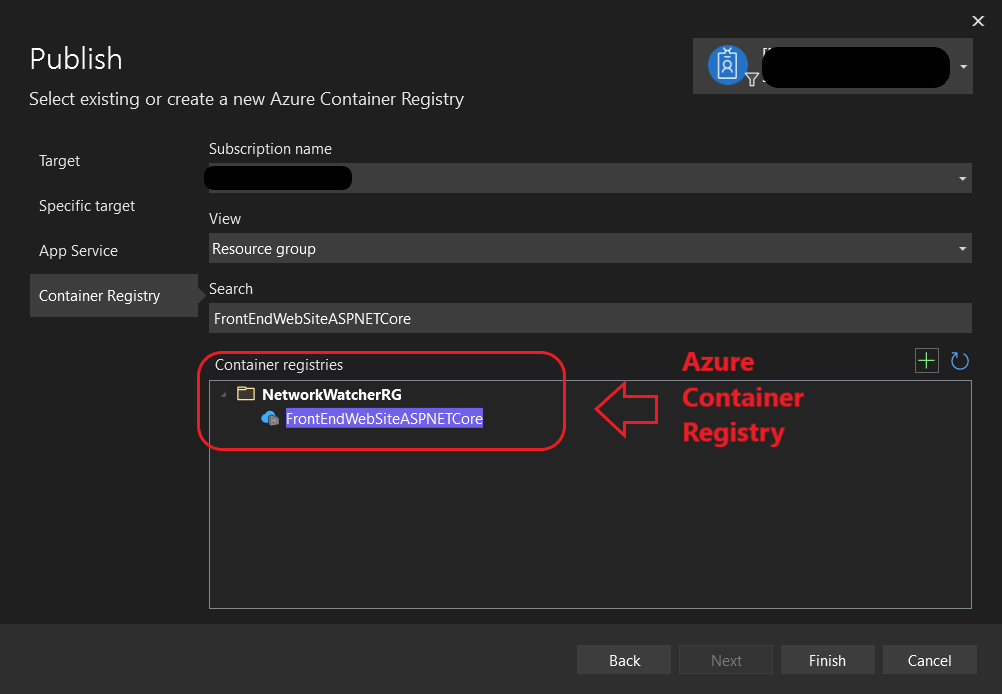 Publish
Select existing or create a new Azure Container Registry
Target
Specific target
App Service
Container Registry
Subscription name
View
Resource group
Search
FrontEndWebSiteASPNETCore
Container registries
NetworkWatcherRG
FrontEndWebSiteASPNETCore
Azure
Container
Registry
Back
Next
Finish
Cancel